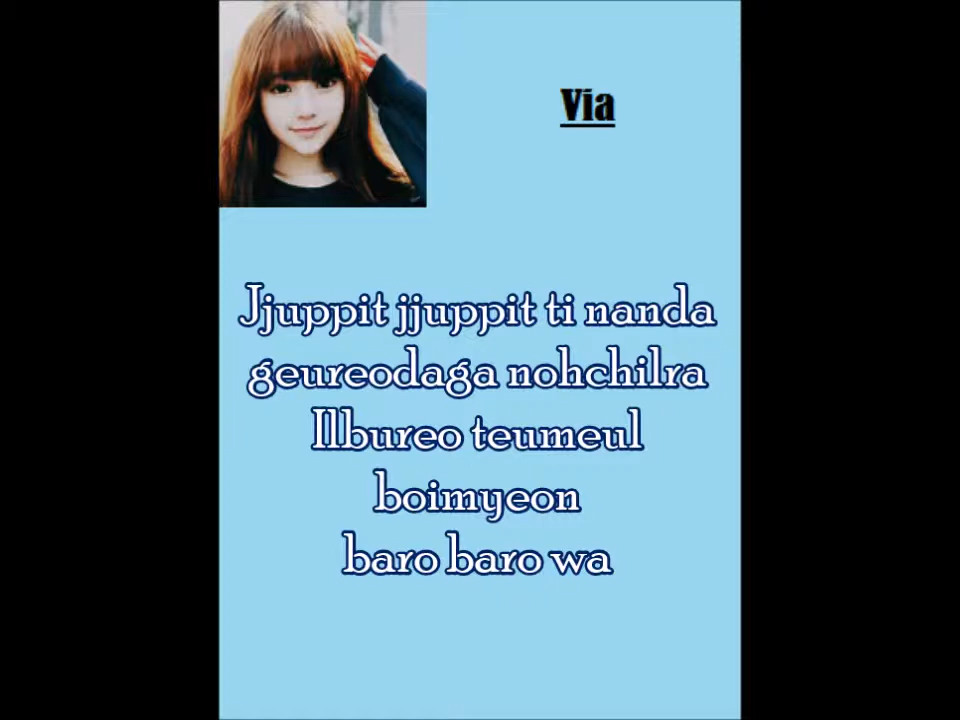 Via
Jjuppit jjuppit ti nanda
geureodaga nohchilra
Ilbureo teumeul
boimyeon
baro baro wa